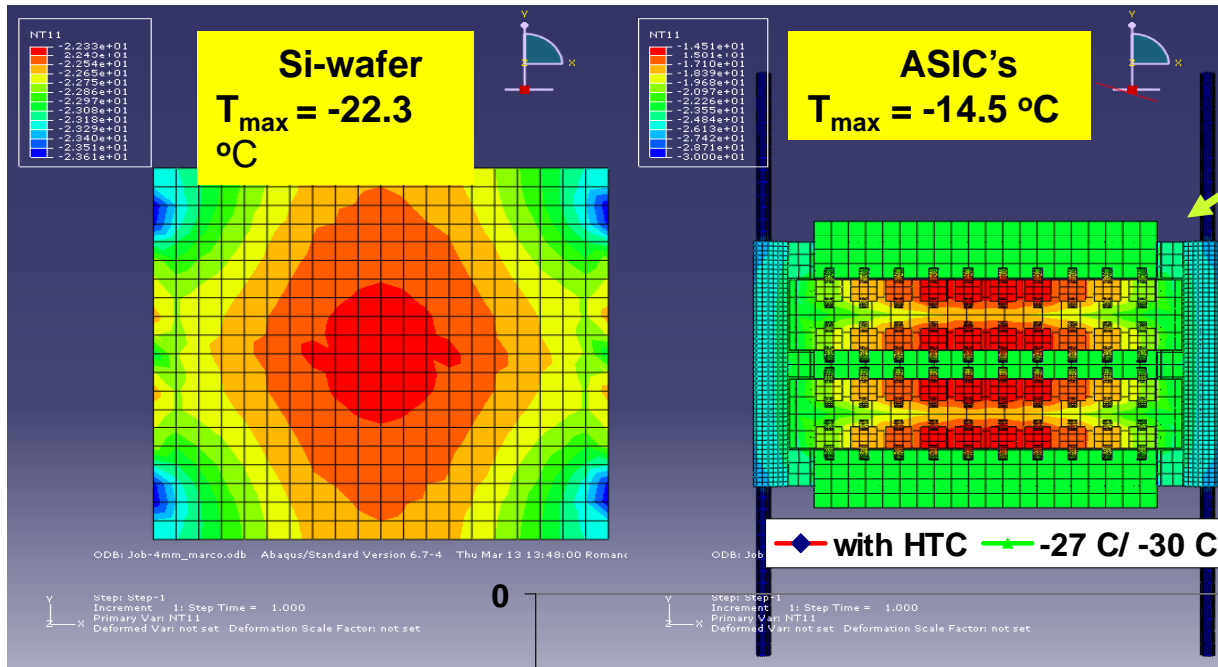 NT11
-2.233e+01
-2.243e+01
-2.254e+01
-2.265e+01
-2.275e+01
-2.286e+01
-2.297e+01
-2.308e+01
-2.318e+01
-2.329e+01
-2.340e+01
-2.351e+01
-2.361e+01
Si-wafer
Tmax = -22.3
ºC
Y
X
Z
NT11
-1.451e+01
-1.710e+01
-1.839e+01
-1.968e+01
-2.097e+01
-2.226e+01
-2.355e+01
-2.484e+01
-2.613e+01
-2.742e+01
-2.871e+01
-3.000e+01
ASIC's
Tmax = -14.5 ºC
Y
X
with HTC -27 C/ -30 C
ODB: Job-4mm_marco.odb Abaqus/Standard Version 6.7-4 Thu Mar 13 13:48:00
ODB: Job
0
Y
Z X
Step: Step-1
Increment 1: Step Time = 1.000
Primary Var: NT11
Deformed Var: not set Deformation Scale Factor: not set
Y
Z X
Step: Step-1
Increment 1: Step Time = 1.000
Primary Var: NT11
Deformed Var: not set Deformation Scale Factor: not set